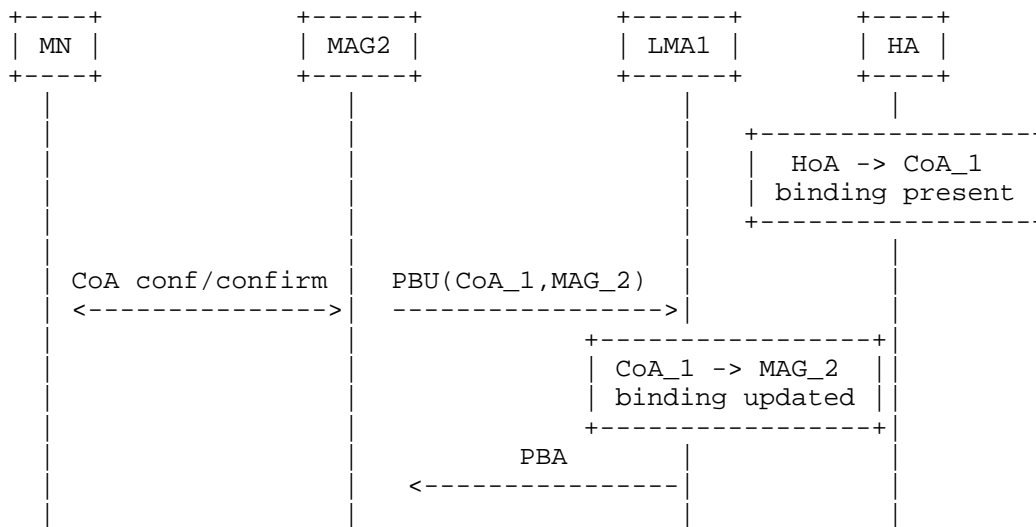 MN MAG2 LMA1 HA
HoA -> CoA_1
binding present
CoA conf/confirm PBU(CoA_1,MAG_2)
CoA_1 -> MAG_2
binding updated
PBA